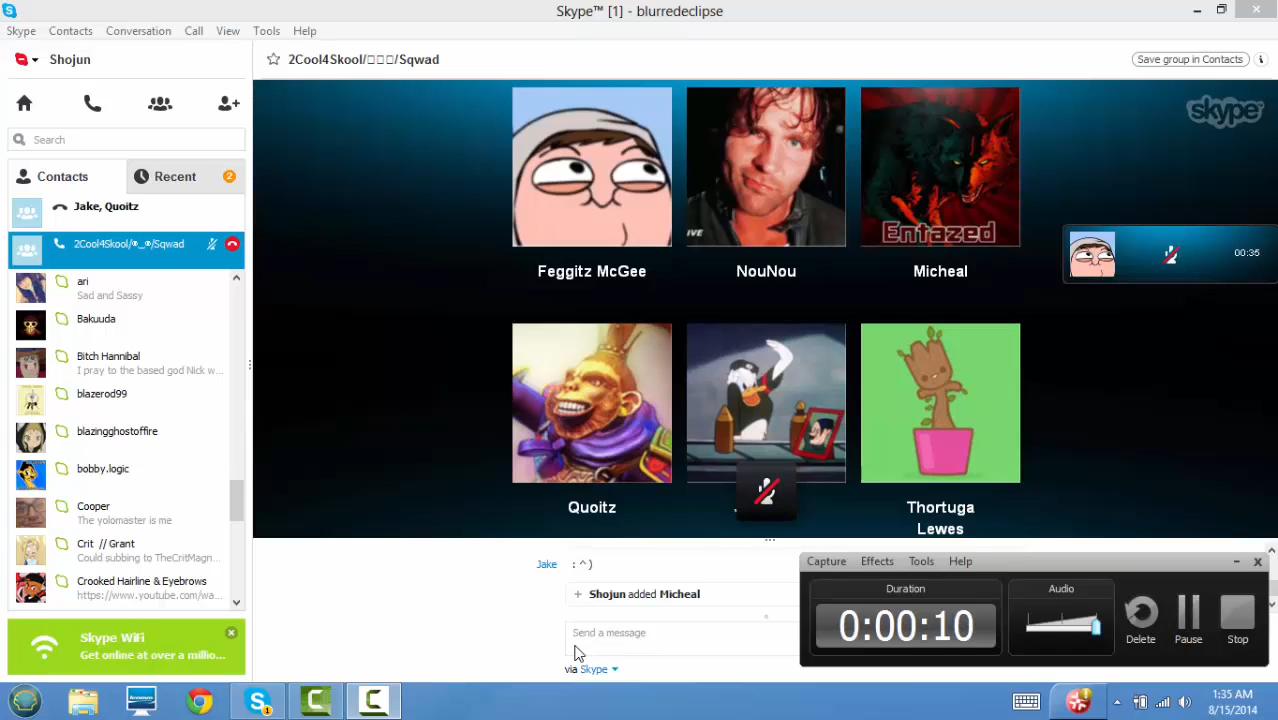 Skype™ [1] - blurredeclipse
Skype Contacts Conversation Call View Tools Help
Shojun
2Cool4Skool/□□□/Sqwad
Save group in Contacts
skype
Search
Contacts
Recent 2
Jake, Quoitz
2Cool4Skool/◉_◉/Sqwad
ari
Sad and Sassy
Bakuuda
Bitch Hannibal
I pray to the based god Nick w...
blazerod99
blazingghostoffire
bobby.logic
Cooper
The yolomaster is me
Crit // Grant
Could subbing to TheCritMagn...
Crooked Hairline & Eyebrows
https://www.youtube.com/wa...
Skype WiFi
Get online at over a millio...
LIVE
Entazed
Feggitz McGee
NouNou
Micheal
00:35
Quoitz
Thortuga
Lewes
Jake : ^ )
+ Shojun added Micheal
Send a message
via Skype
Capture Effects Tools Help
Duration
0:00:10
Audio
Delete
Pause
Stop
lenovo
1
1:35 AM
8/15/2014